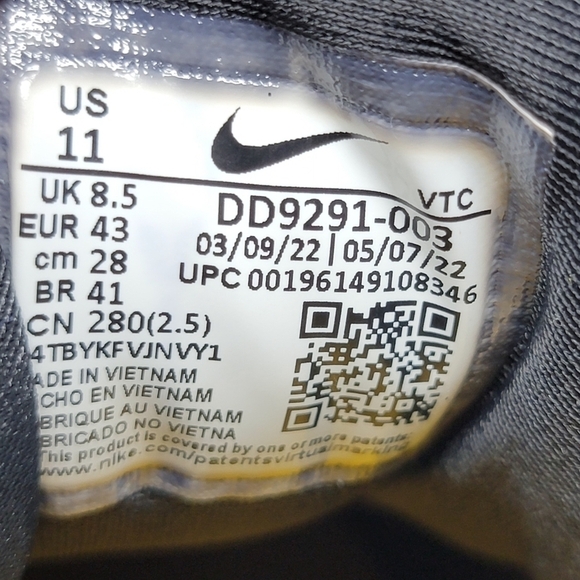 US
11
VTC
UK 8.5
DD9291-003
EUR 43
03/09/22 | 05/07/22
cm 28
UPC 00196149108346
BR 41
CN 280(2.5)
4TBYKFVJNVY1
ADE IN VIETNAM
CHO EN VIETNAM
BRIQUE AU VIETNAM
BRICADO NO VIETNA
This product is covered by one or more patents.
www.nike.com/patentsvirtualmarking